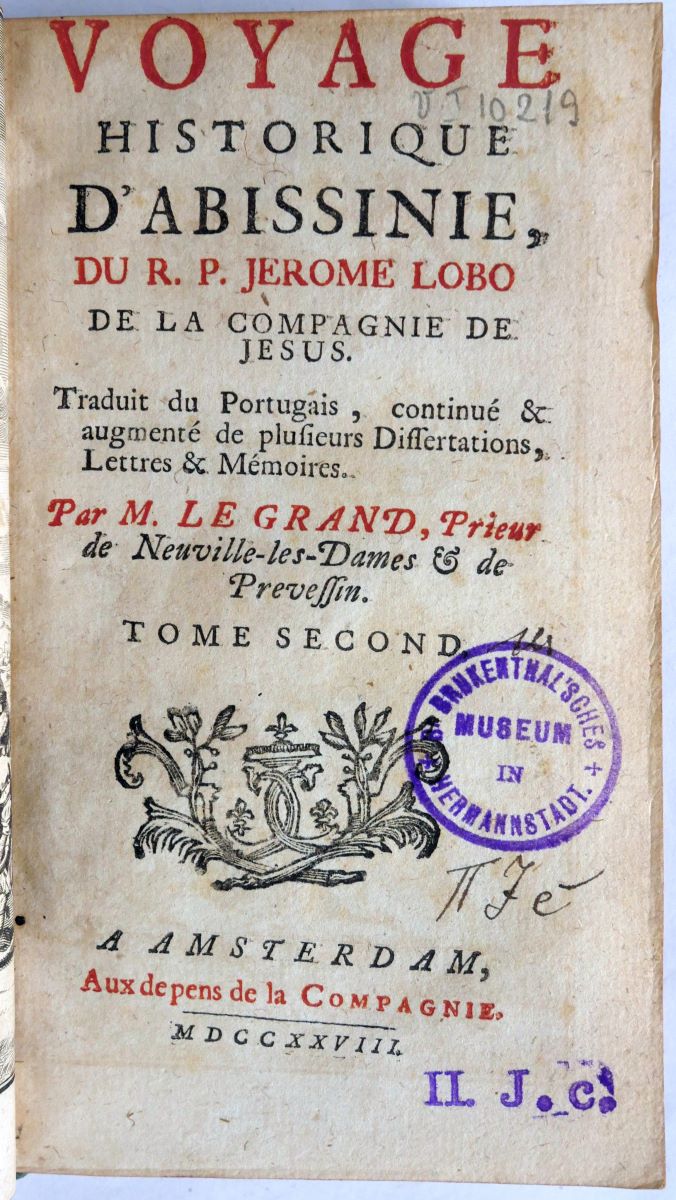 VOYAGE
V I 10219
HISTORIQUE
D'ABISSINIE,
DU R. P. JEROME LOBO
DE LA COMPAGNIE DE
JESUS.
Traduit du Portugais, continué &
augmenté de plusieurs Dissertations,
Lettres & Mémoires.
Par M. LE GRAND, Prieur
de Neuville-les-Dames & de
Prevessin.
TOME SECOND,
BRUKENTHAL'SCHES
MUSEUM
IN
HERMANNSTADT.
A AMSTERDAM,
Aux depens de la COMPAGNIE,
MDCCXXVIII.
II. J. c.